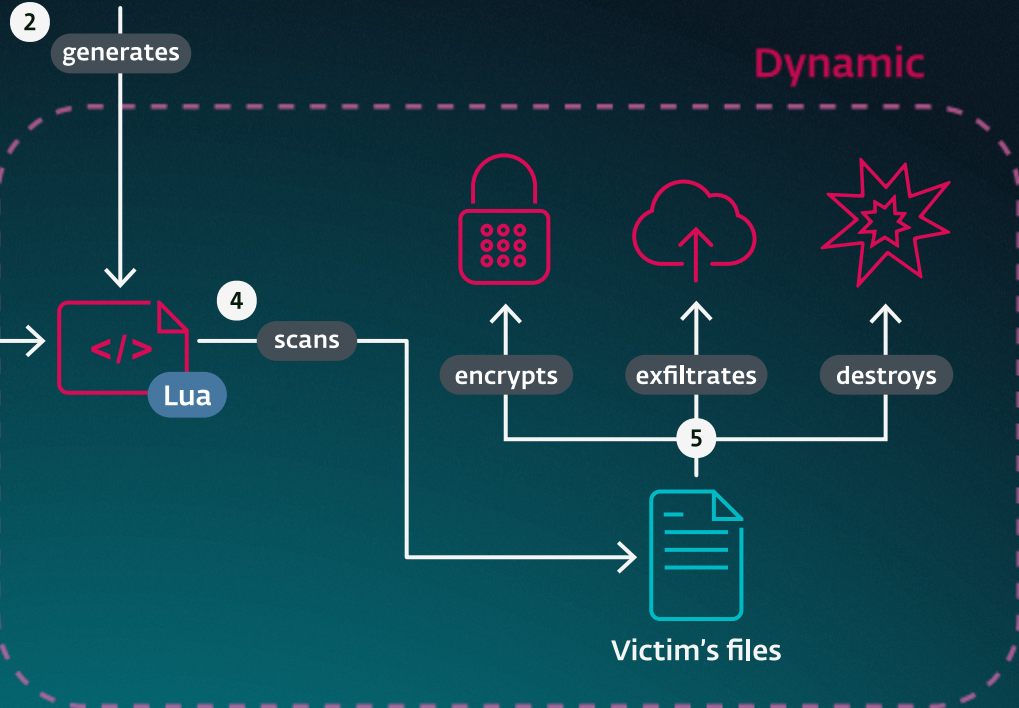 2
generates
Dynamic
</>
Lua
4
scans
encrypts
exfiltrates
destroys
5
Victim's files